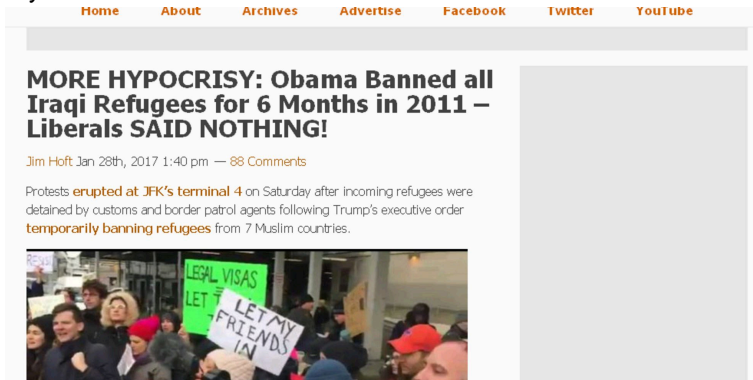 Home About Archives Advertise Facebook Twitter YouTube
MORE HYPOCRISY: Obama Banned all
Iraqi Refugees for 6 Months in 2011 –
Liberals SAID NOTHING!
Jim Hoft Jan 28th, 2017 1:40 pm — 88 Comments
Protests erupted at JFK's terminal 4 on Saturday after incoming refugees were
detained by customs and border patrol agents following Trump's executive order
temporarily banning refugees from 7 Muslim countries.
LEGAL VISAS
LET
LET MY
FRIENDS
IN